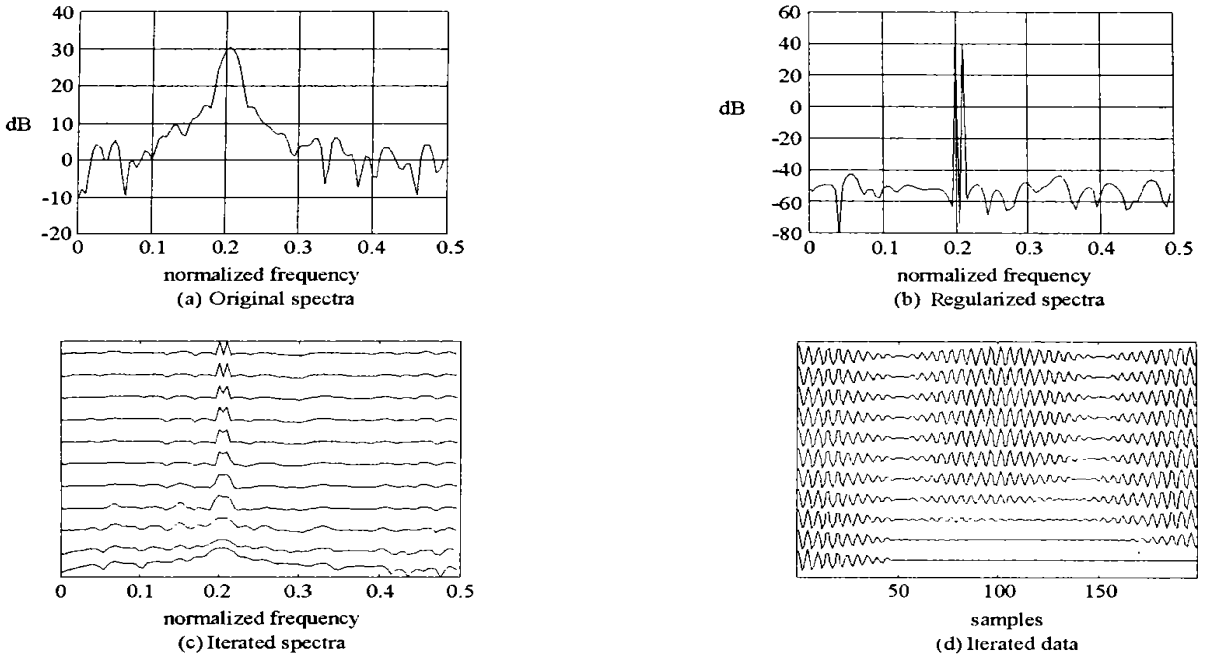 40
30
20
dB 10
0
-10
-20
0 0.1 0.2 0.3 0.4 0.5
normalized frequency
(a) Original spectra
60
40
20
dB 0
-20
-40
-60
-80
0 0.1 0.2 0.3 0.4 0.5
normalized frequency
(b) Regularized spectra
0 0.1 0.2 0.3 0.4 0.5
normalized frequency
(c) Iterated spectra
50 100 150
samples
(d) Iterated data